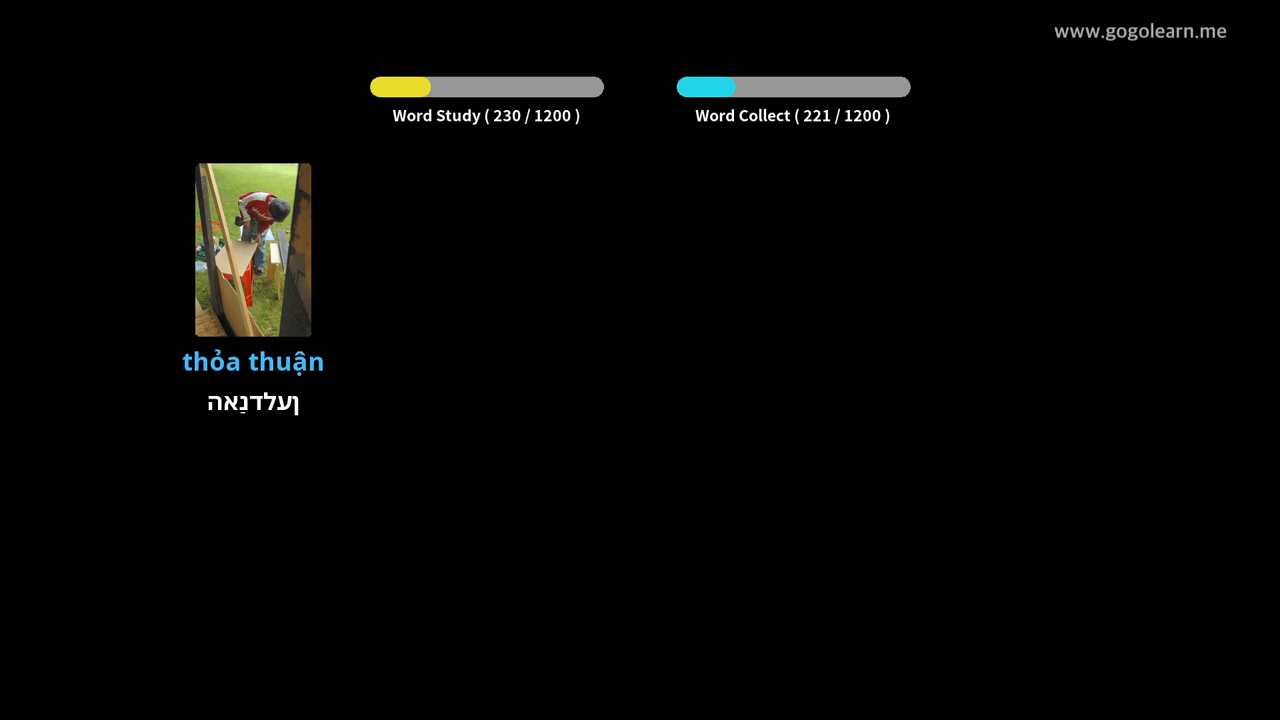 www.gogolearn.me
Word Study ( 230 / 1200 )
Word Collect ( 221 / 1200 )
thỏa thuận
ןעלדנַאה